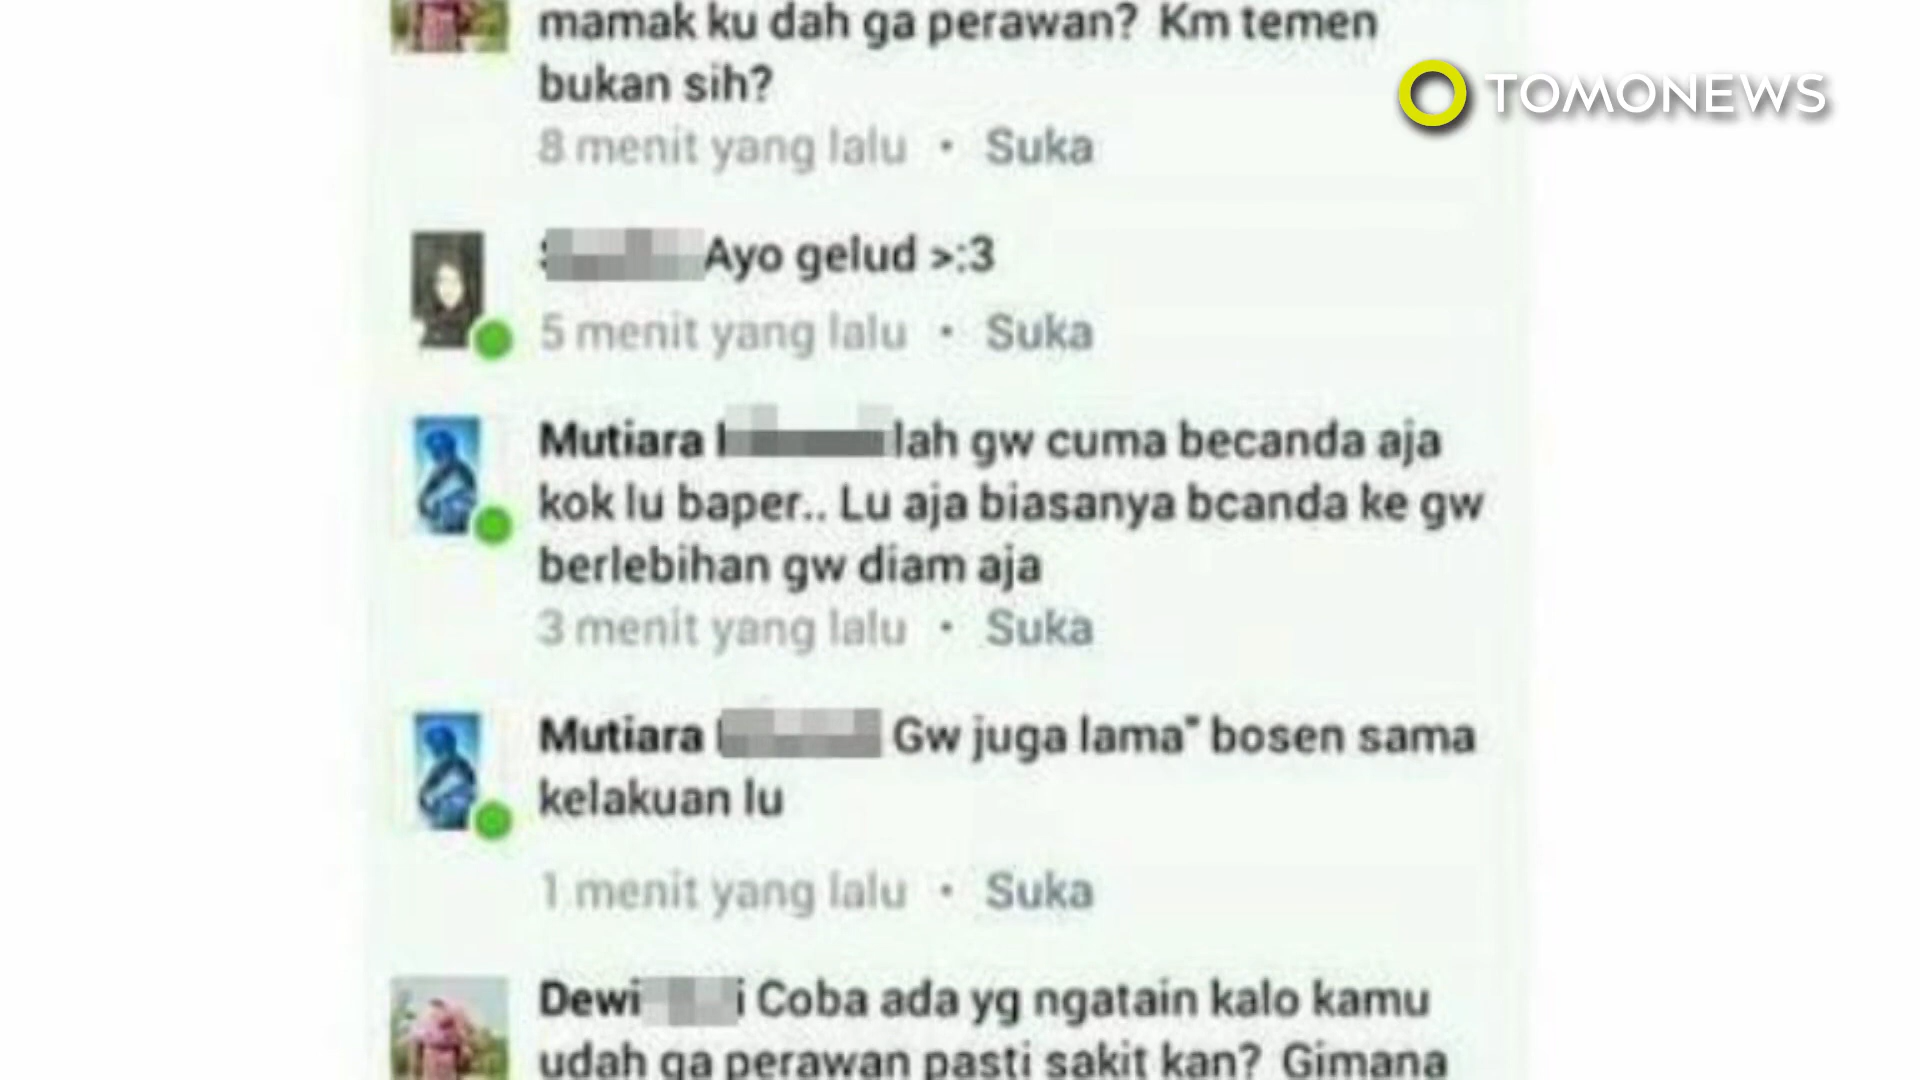 mamak ku dah ga perawan? Km temen
bukan sih?
8 menit yang lalu • Suka
TOMONEWS
Ayo gelud >:3
5 menit yang lalu • Suka
Mutiara lah gw cuma becanda aja
kok lu baper.. Lu aja biasanya bcanda ke gw
berlebihan gw diam aja
3 menit yang lalu • Suka
Mutiara Gw juga lama" bosen sama
kelakuan lu
1 menit yang lalu • Suka
Dewi i Coba ada yg ngatain kalo kamu
udah ga perawan pasti sakit kan? Gimana